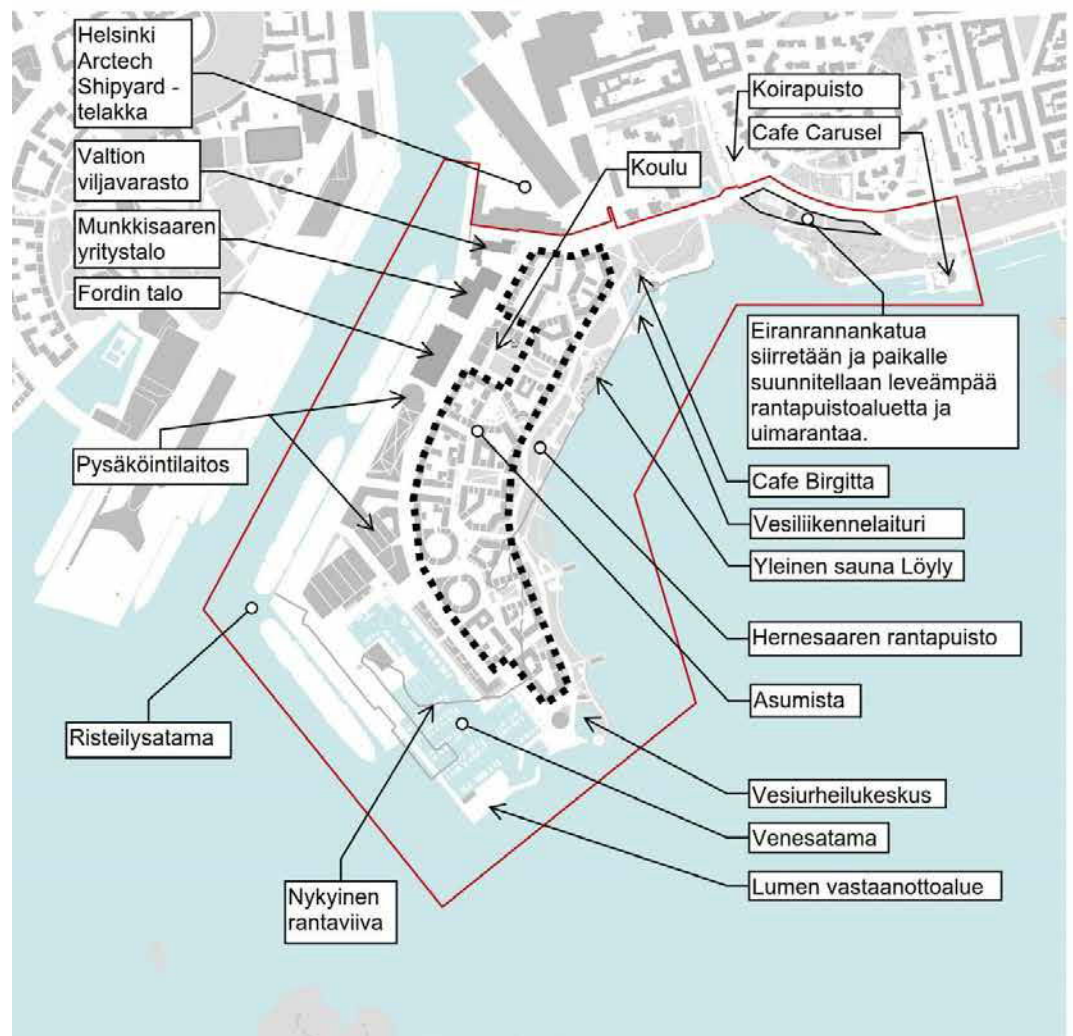 Helsinki
Arctech
Shipyard -
telakka
Valtion
viljavarasto
Munkkisaaren
yritystalo
Fordin talo
Pysäköintilaitos
Risteilysatama
Nykyinen
rantaviiva
Koulu
Koirapuisto
Cafe Carusel
Eiranrannankatua
siirretään ja paikalle
suunnitellaan leveämpää
rantapuistoaluetta ja
uimarantaa.
Cafe Birgitta
Vesiliikennelaituri
Yleinen sauna Löyly
Hernesaaren rantapuisto
Asumista
Vesiurheilukeskus
Venesatama
Lumen vastaanottoalue